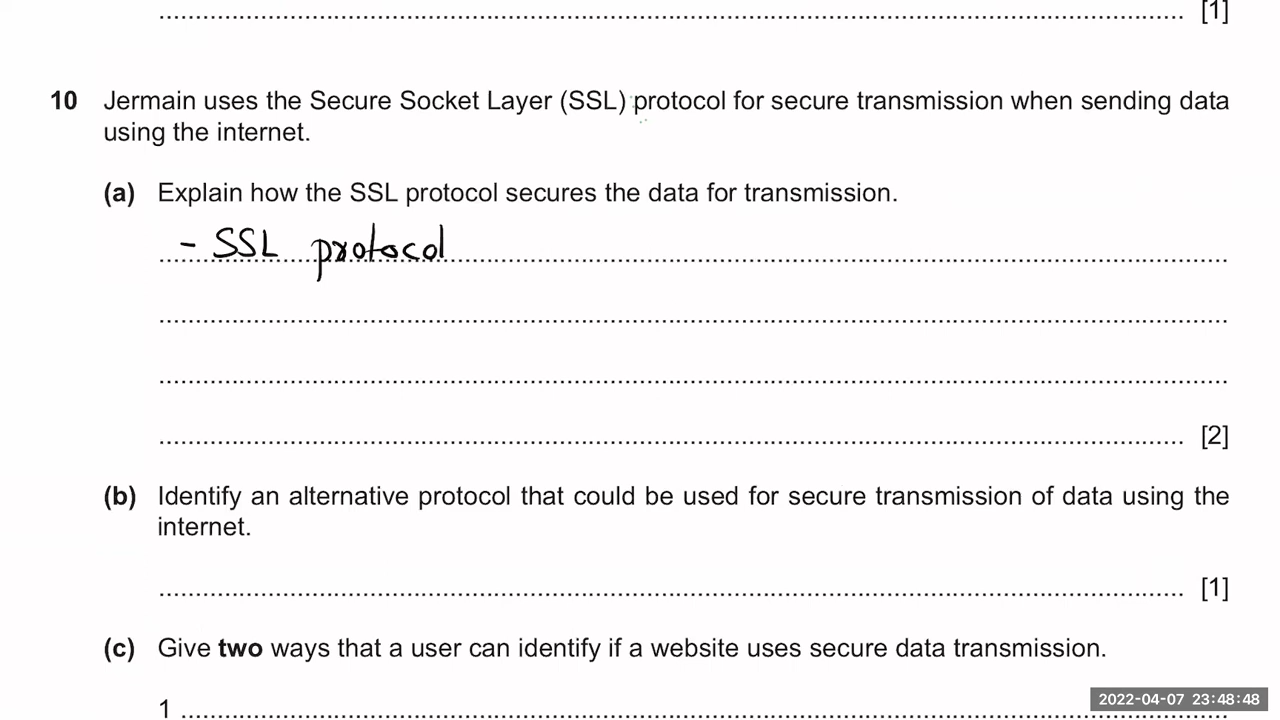 [1]
10 Jermain uses the Secure Socket Layer (SSL) protocol for secure transmission when sending data
using the internet.
(a) Explain how the SSL protocol secures the data for transmission.
- SSL protocol
[2]
(b) Identify an alternative protocol that could be used for secure transmission of data using the
internet.
[1]
(c) Give two ways that a user can identify if a website uses secure data transmission.
1
2022-04-07 23:48:48